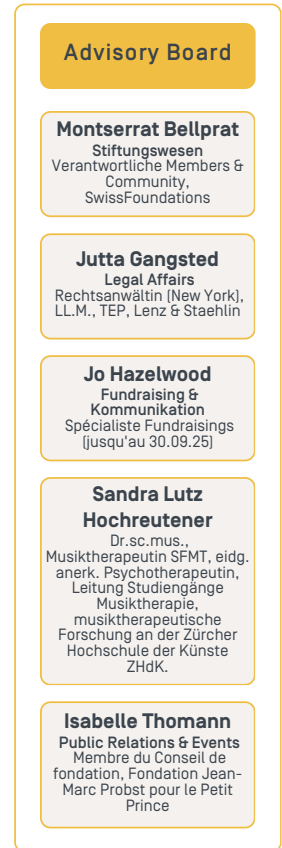 Advisory Board
Montserrat Bellprat
Stiftungswesen
Verantwortliche Members &
Community,
SwissFoundations
Jutta Gangsted
Legal Affairs
Rechtsanwältin (New York),
LL.M., TEP, Lenz & Staehlin
Jo Hazelwood
Fundraising &
Kommunikation
Spécialiste Fundraisings
(jusqu'au 30.09.25)
Sandra Lutz
Hochreutener
Dr.sc.mus.,
Musiktherapeutin SFMT, eidg.
anerk. Psychotherapeutin,
Leitung Studiengänge
Musiktherapie,
musiktherapeutische
Forschung an der Zürcher
Hochschule der Künste
ZHdK.
Isabelle Thomann
Public Relations & Events
Membre du Conseil de
fondation, Fondation Jean-
Marc Probst pour le Petit
Prince